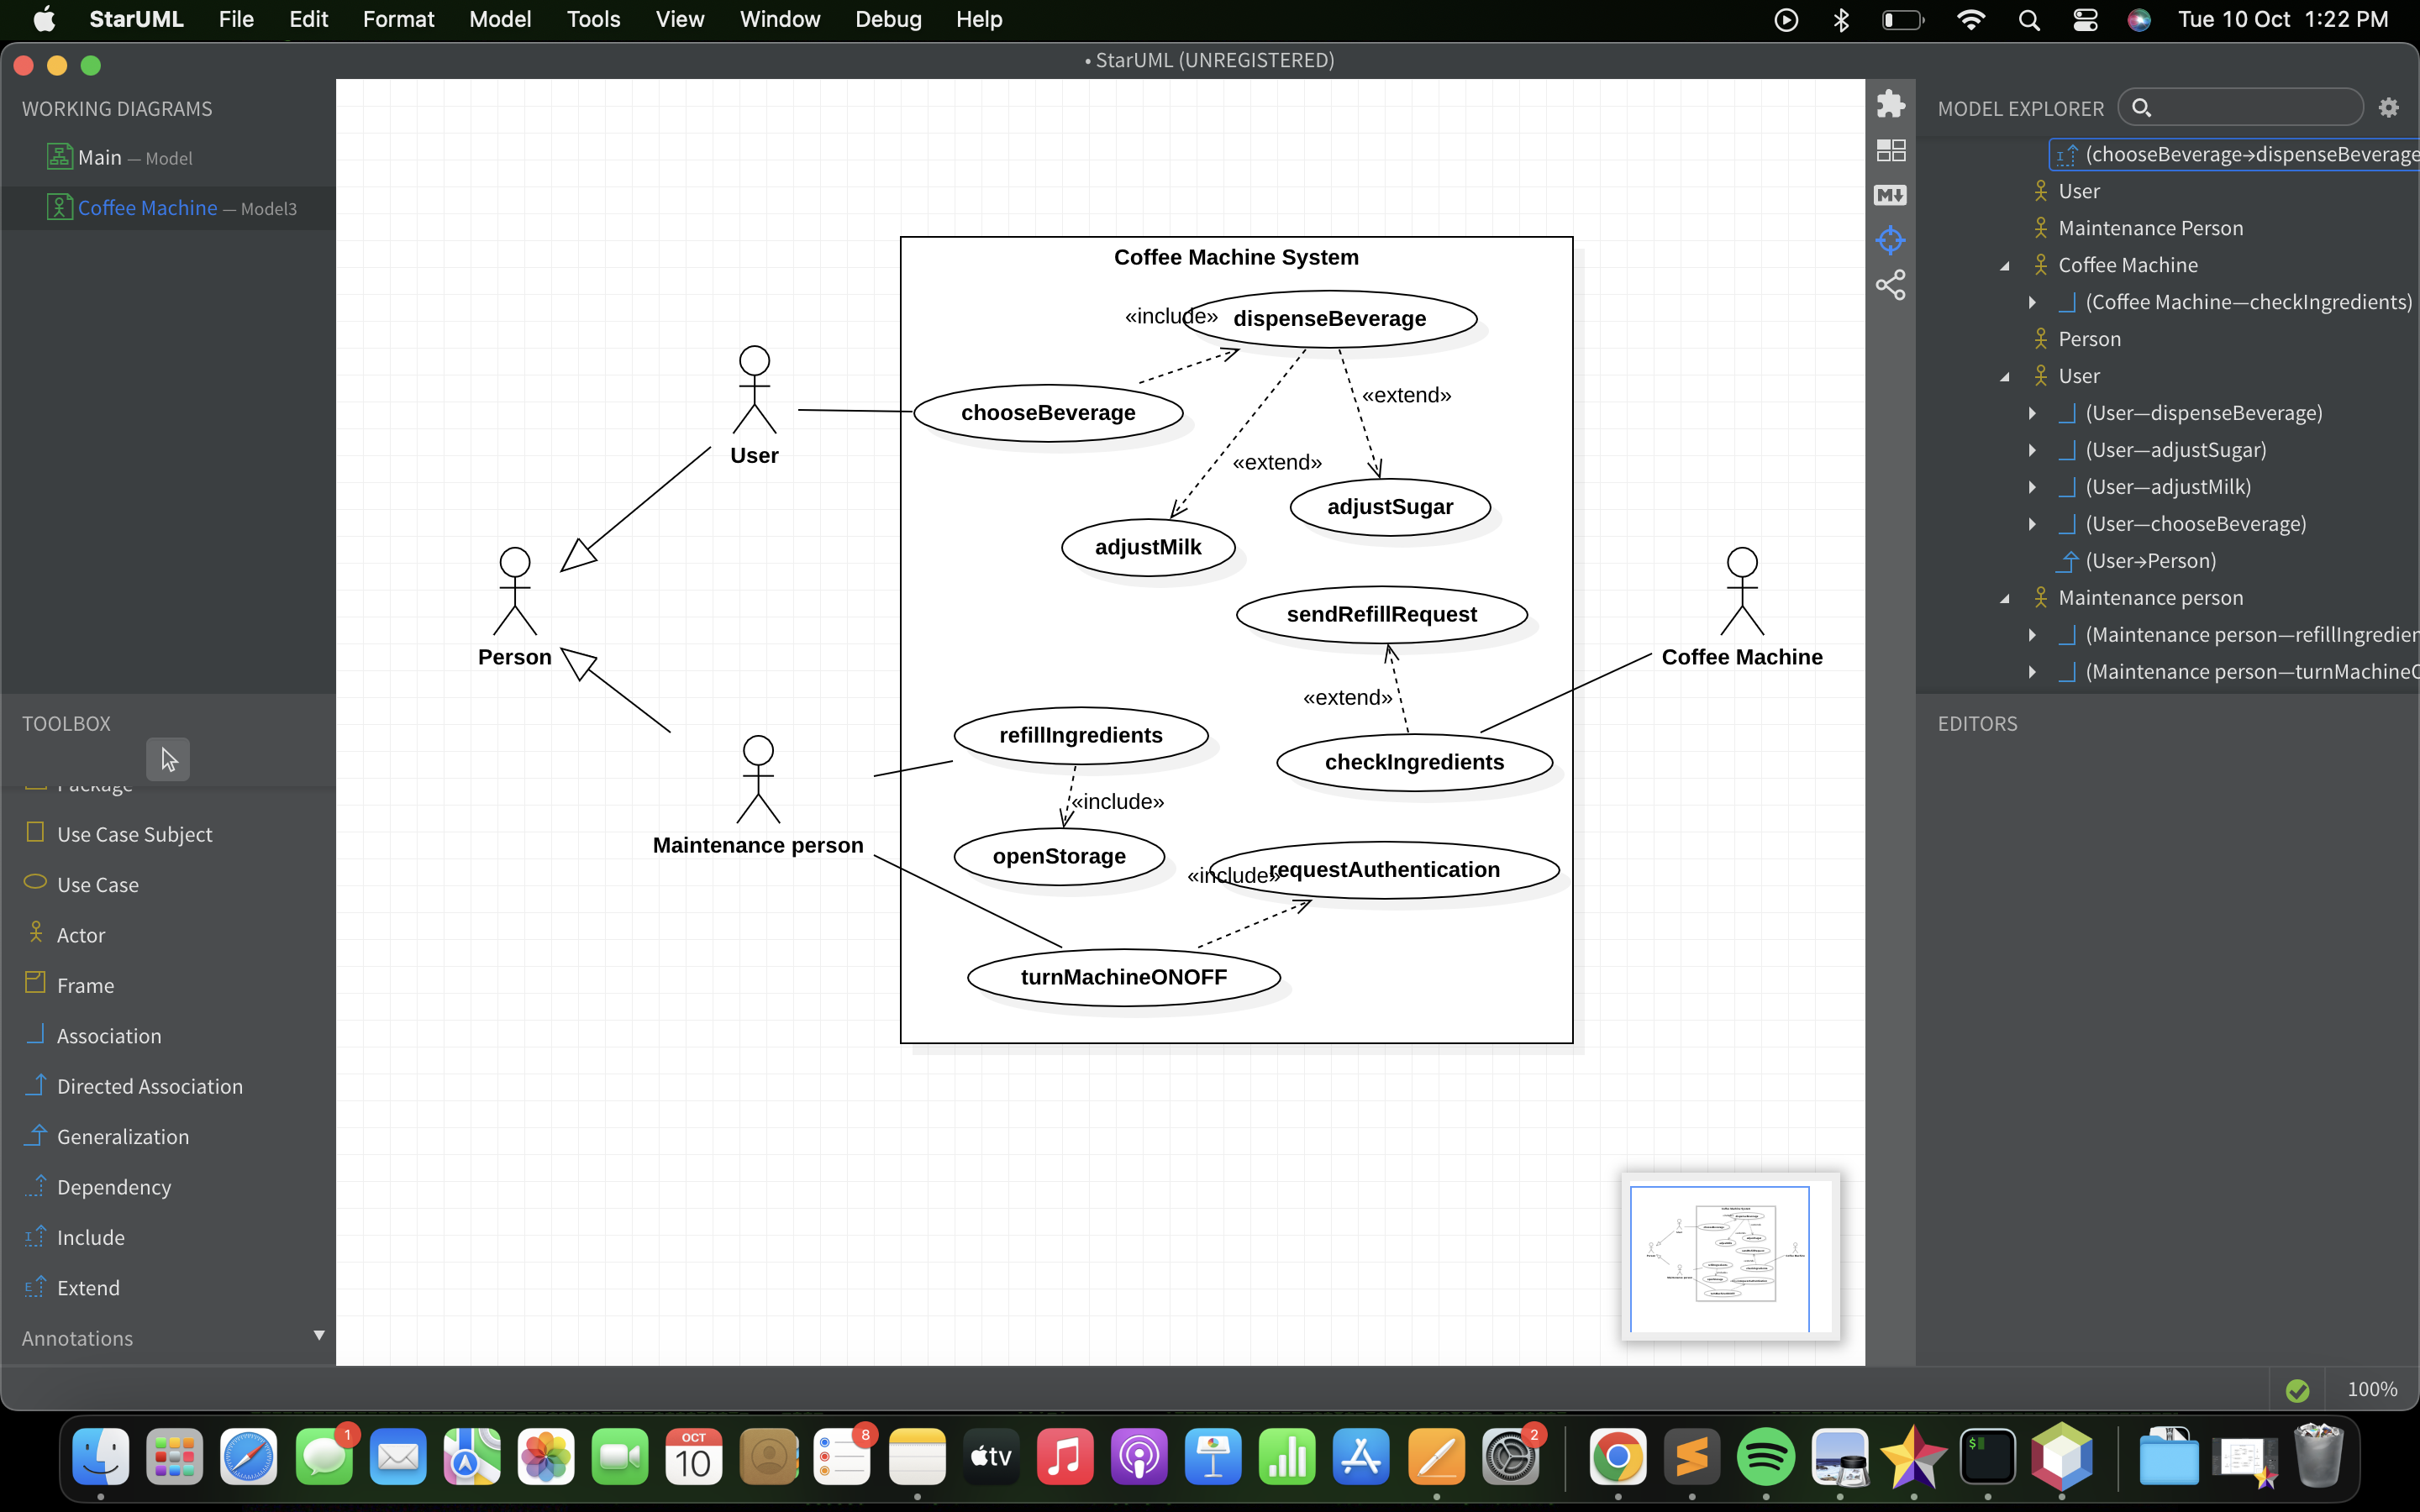 StarUML File Edit Format Model Tools View Window Debug Help Tue 10 Oct 1:22 PM
• StarUML (UNREGISTERED)
WORKING DIAGRAMS
Main — Model
Coffee Machine — Model3
TOOLBOX
Package
Use Case Subject
Use Case
Actor
Frame
Association
Directed Association
Generalization
Dependency
Include
Extend
Annotations
Coffee Machine System
«include» dispenseBeverage
chooseBeverage
«extend»
User
«extend»
adjustSugar
adjustMilk
sendRefillRequest
Person
Coffee Machine
«extend»
refillIngredients
checkIngredients
«include»
Maintenance person
openStorage
«include»
requestAuthentication
turnMachineONOFF
M
MODEL EXPLORER
(chooseBeverage→dispenseBeverage
User
Maintenance Person
Coffee Machine
(Coffee Machine—checkIngredients)
Person
User
(User—dispenseBeverage)
(User—adjustSugar)
(User—adjustMilk)
(User—chooseBeverage)
(User→Person)
Maintenance person
(Maintenance person—refillIngredien
(Maintenance person—turnMachineO
EDITORS
100%
1
OCT
10
8
tv
2
$